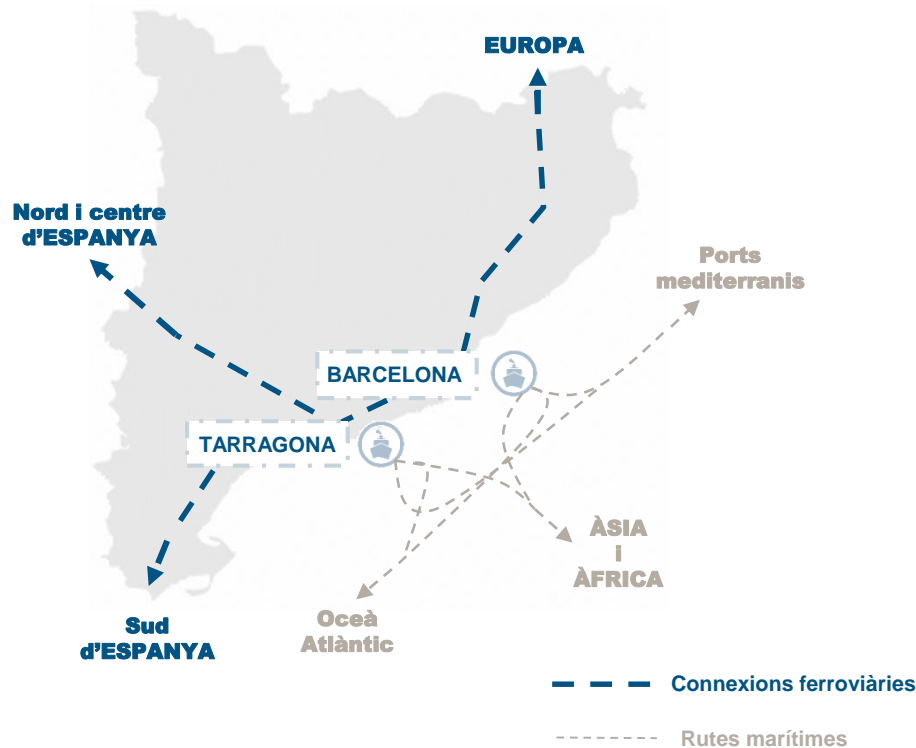 EUROPA
Nord i centre
d'ESPANYA
Ports
mediterranis
BARCELONA
TARRAGONA
ÀSIA
i
ÀFRICA
Oceà
Atlàntic
Sud
d'ESPANYA
Connexions ferroviàries
Rutes marítimes